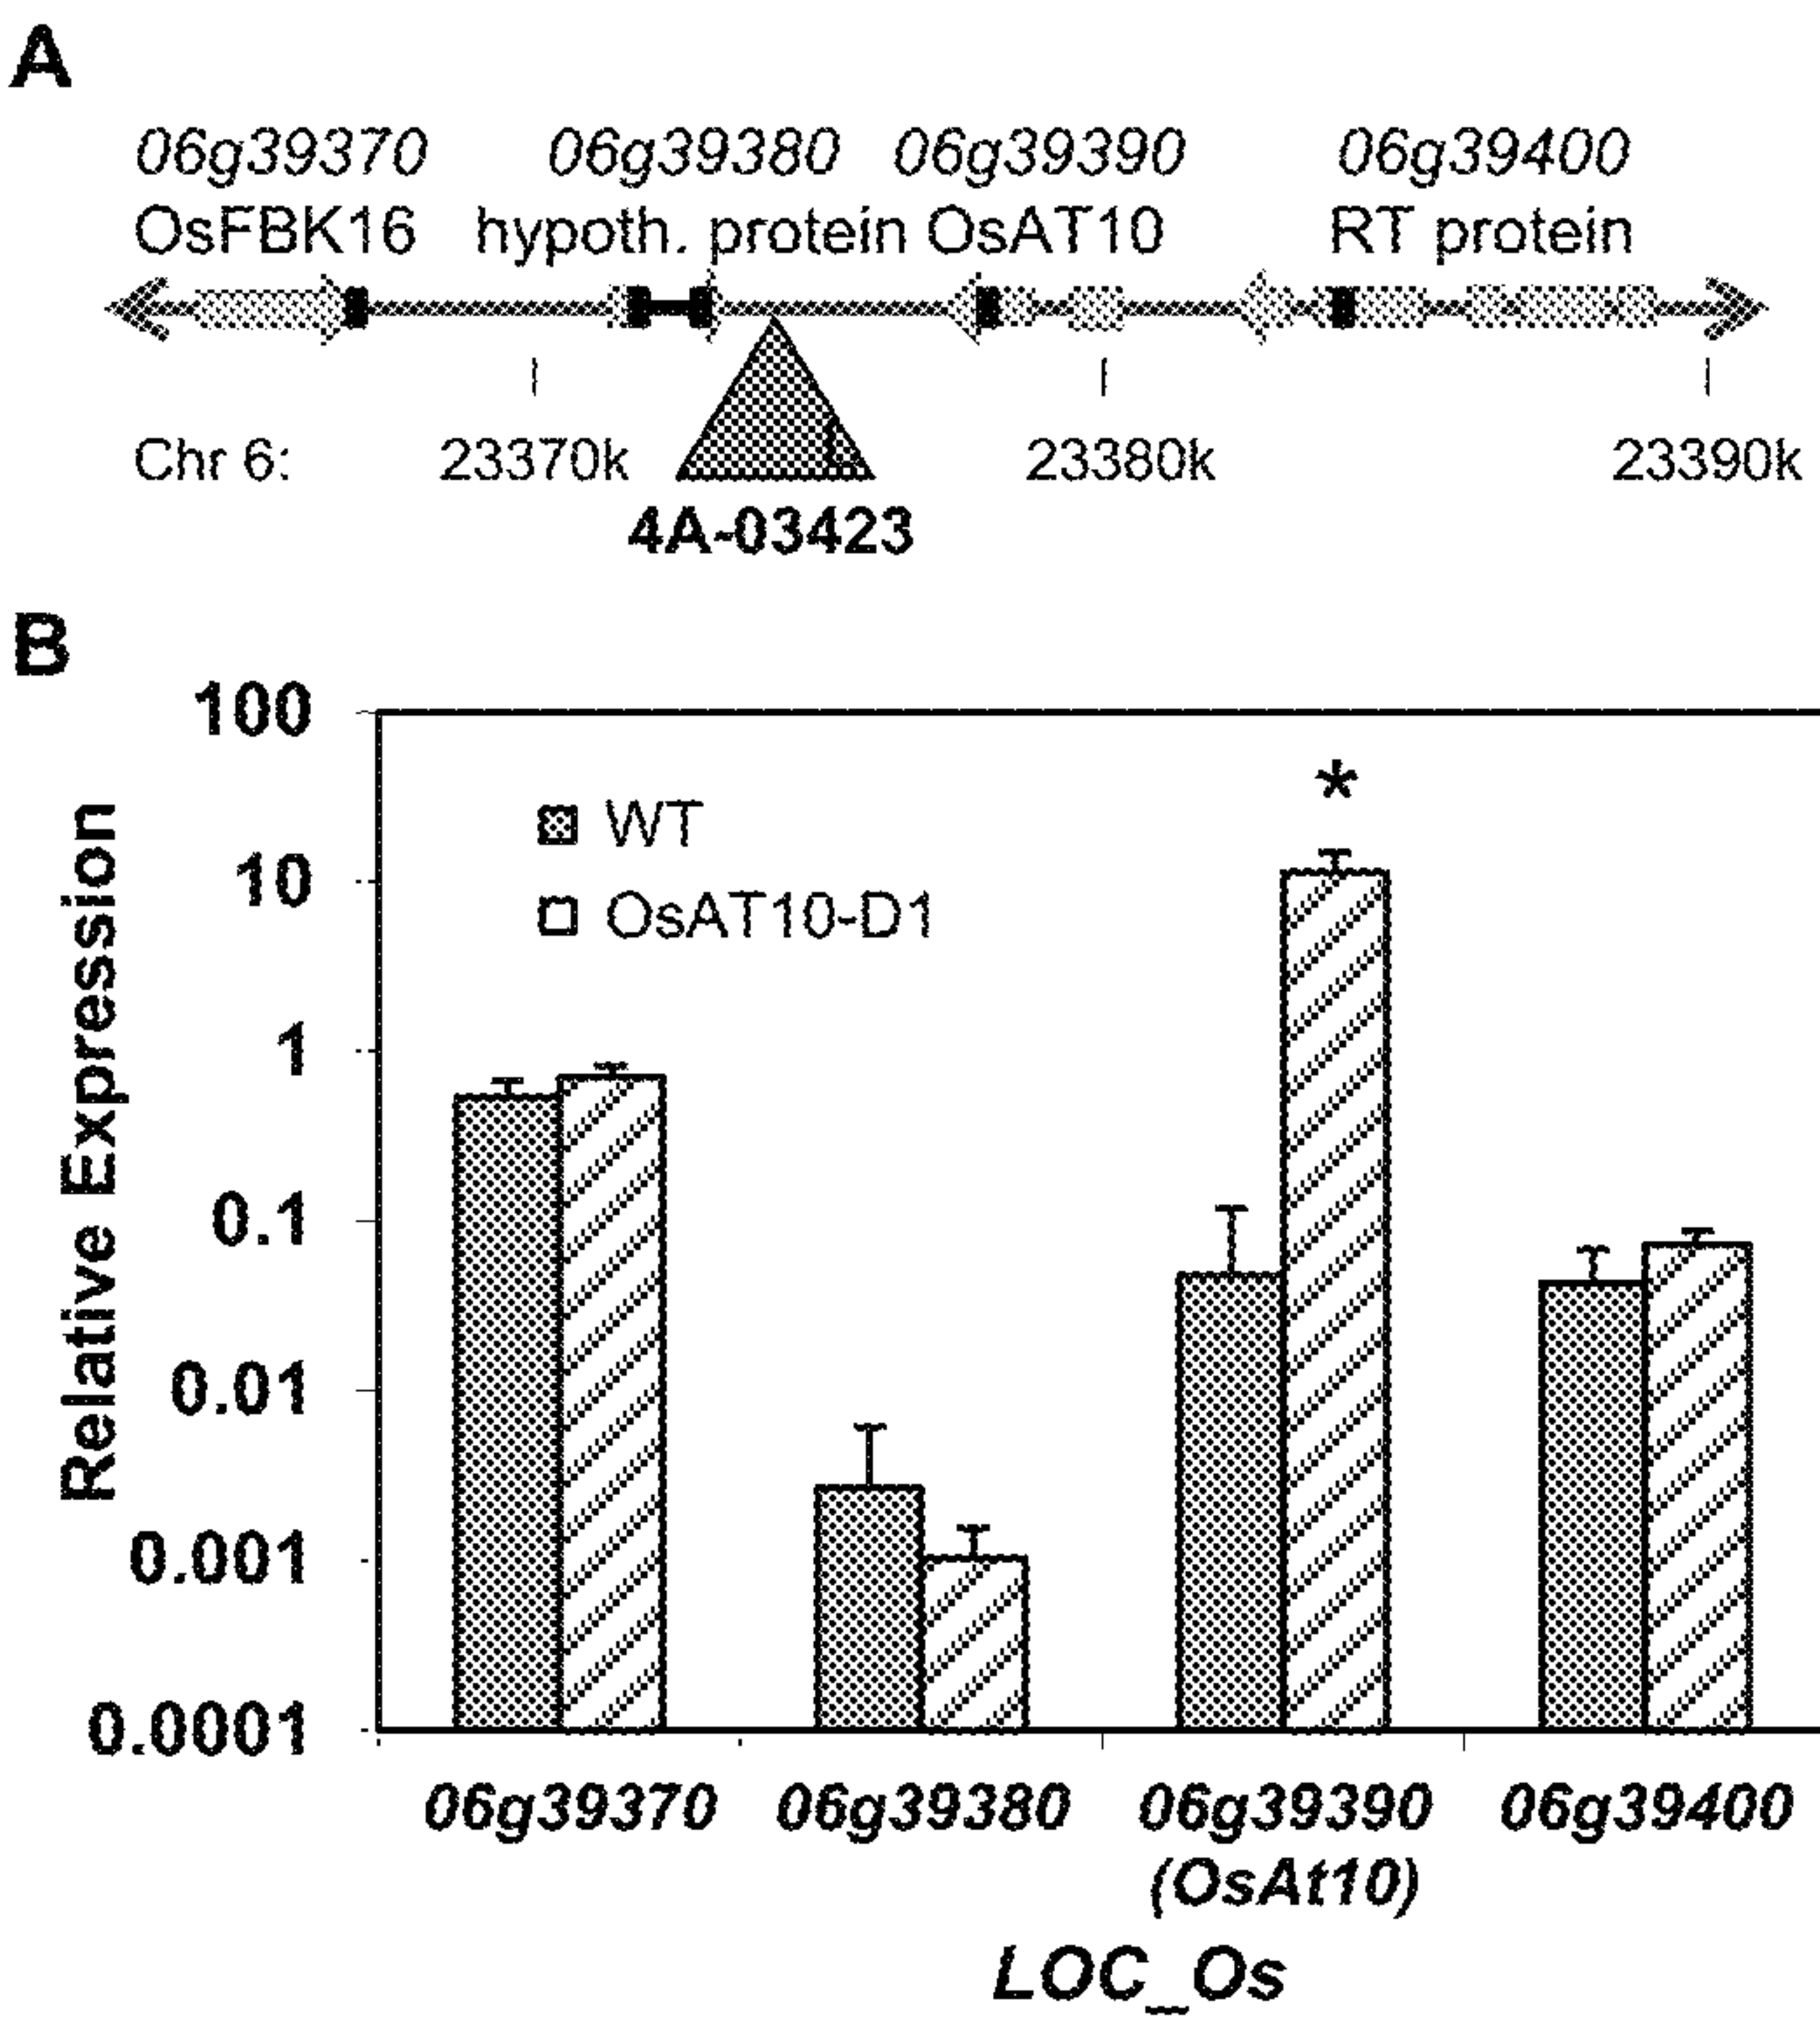 A
06g39370 06g39380 06g39390 06g39400
OsFBK16 hypoth. protein OsAT10 RT protein
Chr 6: 23370k 23380k 23390k
4A-03423
B
100
10
1
0.1
0.01
0.001
0.0001
Relative Expression
*
WT
OsAT10-D1
06g39370 06g39380 06g39390 06g39400
(OsAt10)
LOC_Os